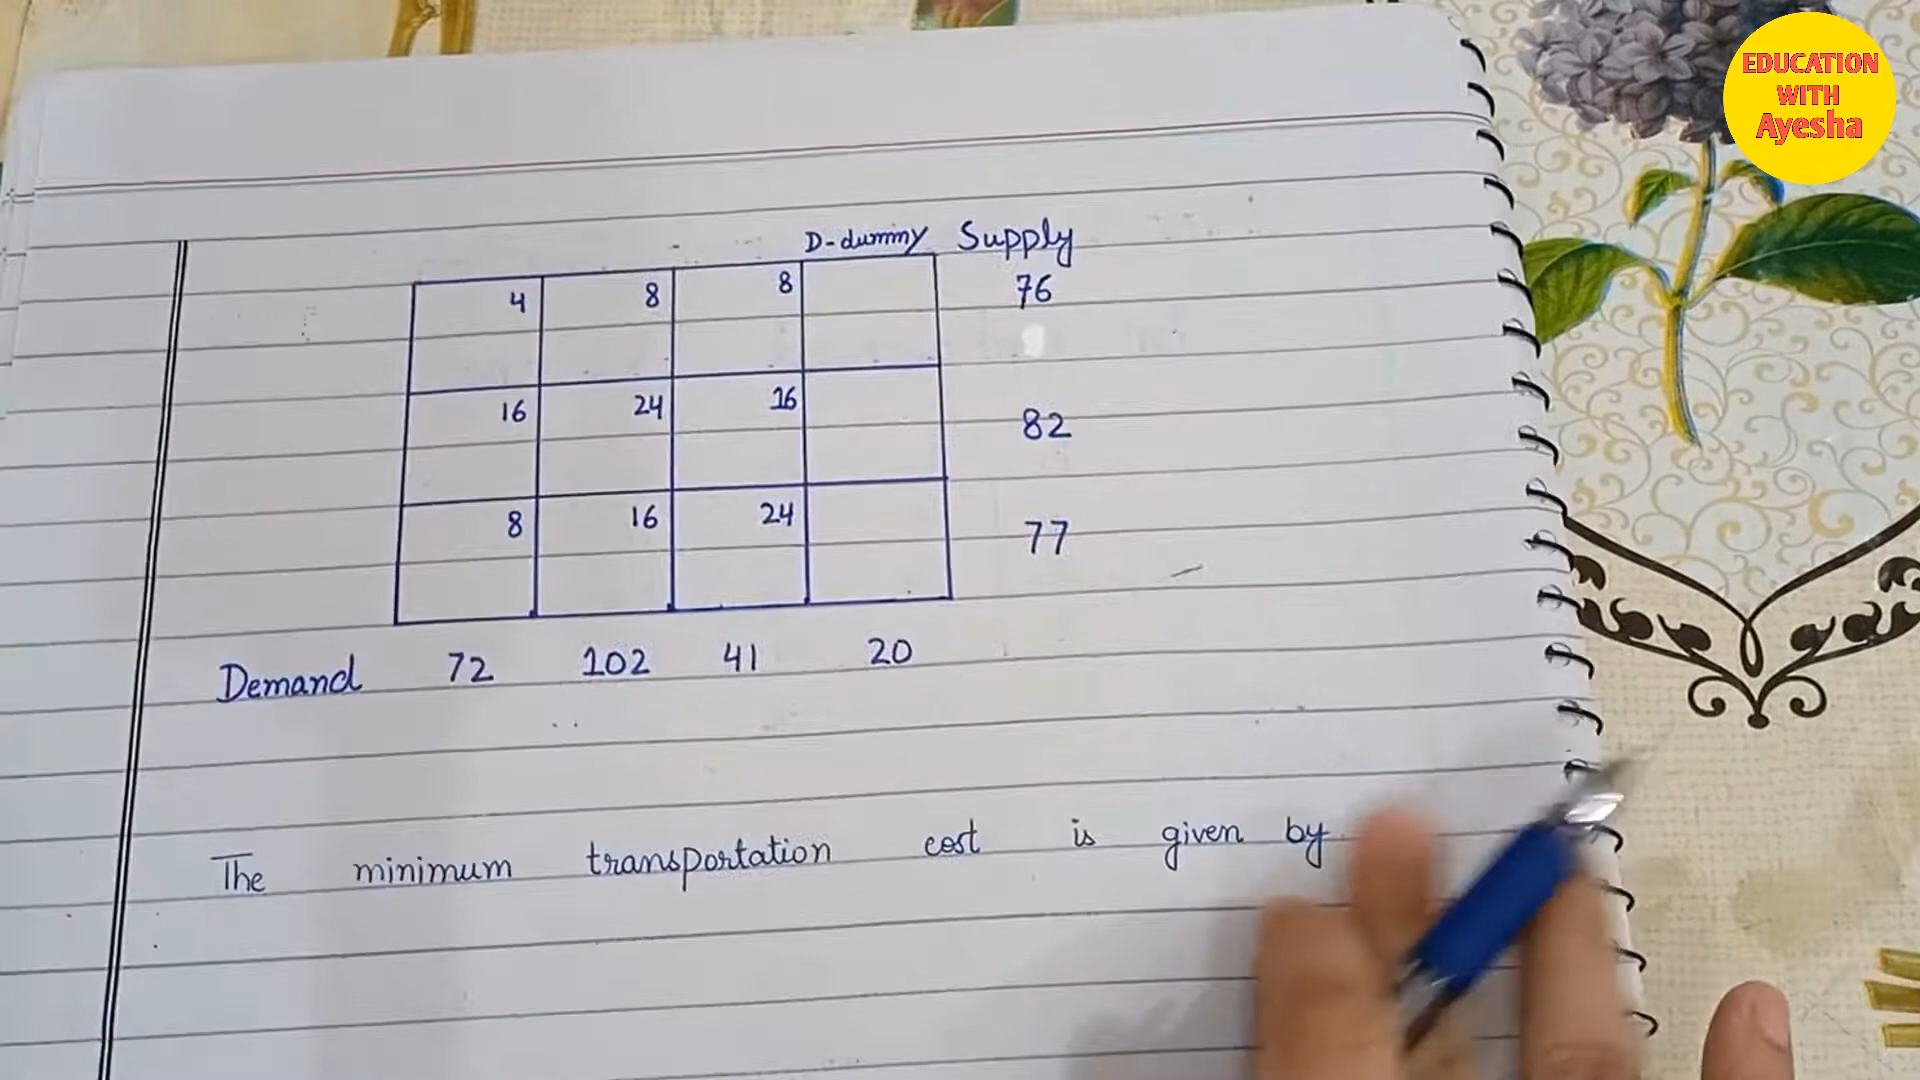 EDUCATION
WITH
Ayesha
D-dummy Supply
4 8 8 76
16 24 16 82
8 16 24 77
Demand 72 102 41 20
The minimum transportation cost is given by